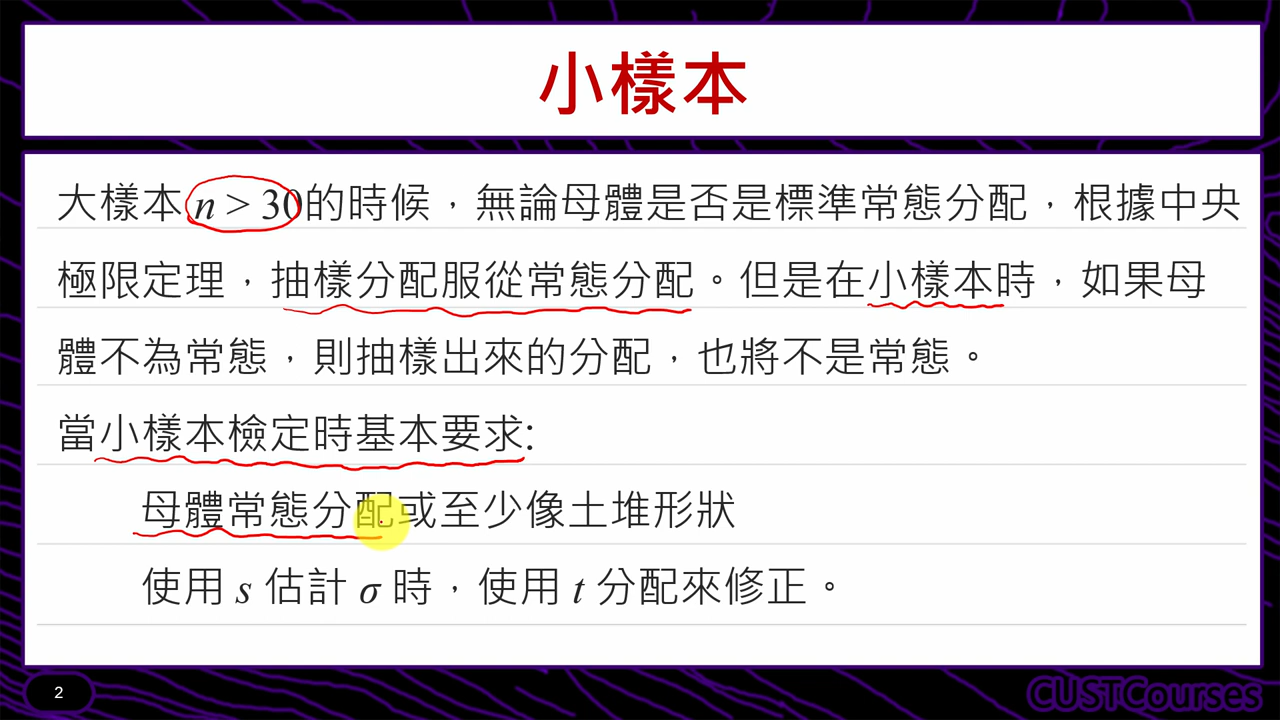 小樣本
大樣本 n > 30的時候，無論母體是否是標準常態分配，根據中央
極限定理，抽樣分配服從常態分配。但是在小樣本時，如果母
體不為常態，則抽樣出來的分配，也將不是常態。
當小樣本檢定時基本要求:
母體常態分配或至少像土堆形狀
使用 s 估計 σ 時，使用 t 分配來修正。
2
CUSTCourses